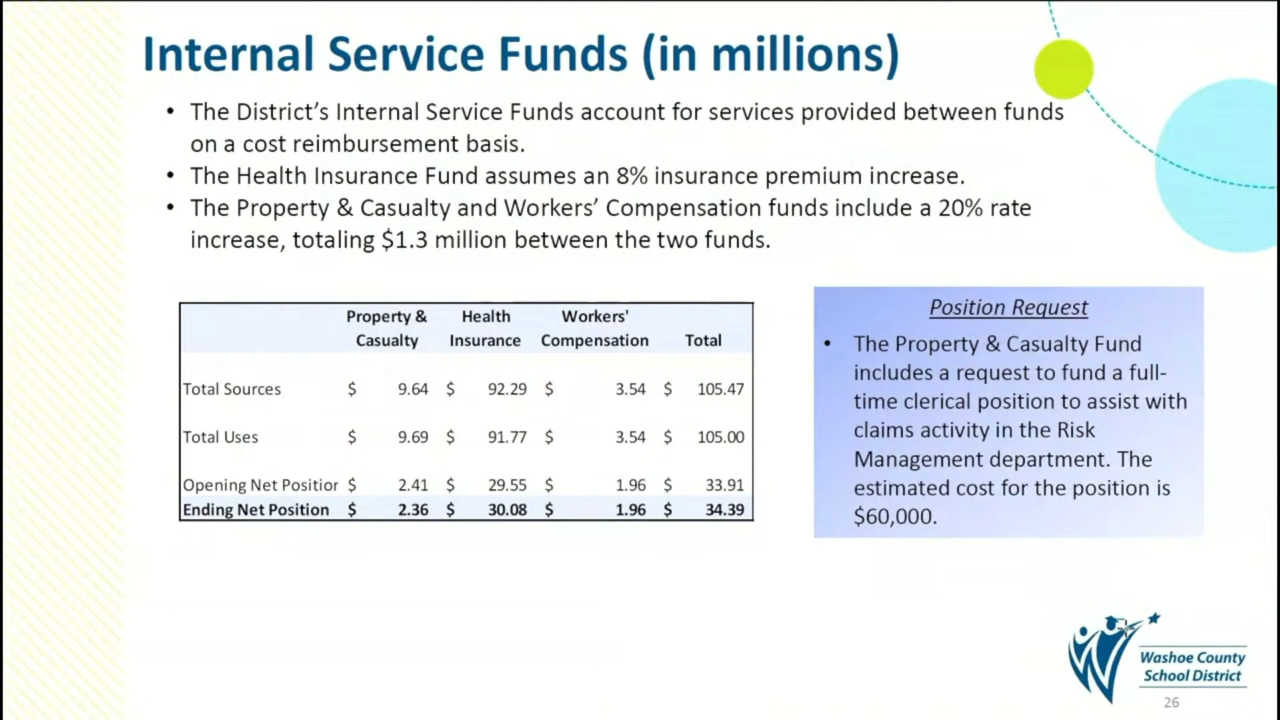 Internal Service Funds (in millions)
• The District’s Internal Service Funds account for services provided between funds
on a cost reimbursement basis.
• The Health Insurance Fund assumes an 8% insurance premium increase.
• The Property & Casualty and Workers’ Compensation funds include a 20% rate
increase, totaling $1.3 million between the two funds.
Property & Health Workers'
Casualty Insurance Compensation Total
Total Sources $ 9.64 $ 92.29 $ 3.54 $ 105.47
Total Uses $ 9.69 $ 91.77 $ 3.54 $ 105.00
Opening Net Positior $ 2.41 $ 29.55 $ 1.96 $ 33.91
Ending Net Position $ 2.36 $ 30.08 $ 1.96 $ 34.39
Position Request
• The Property & Casualty Fund
includes a request to fund a full-
time clerical position to assist with
claims activity in the Risk
Management department. The
estimated cost for the position is
$60,000.
Washoe County
School District
26